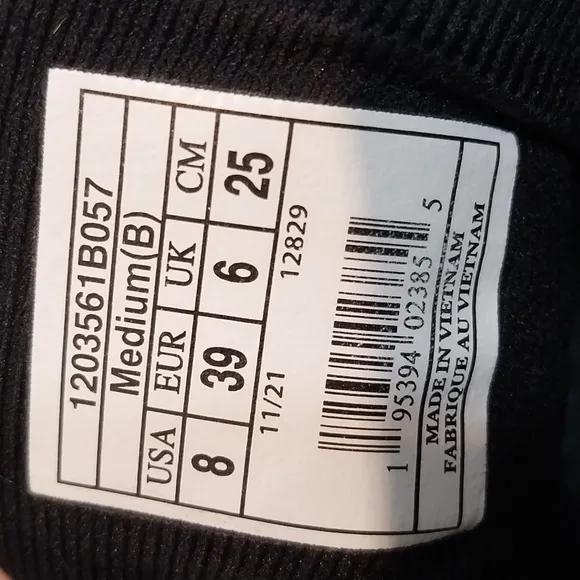 1203561B057
Medium(B)
USA EUR UK CM
8 39 6 25
11/21 12829
1 95394 02385 5
MADE IN VIETNAM
FABRIQUE AU VIETNAM